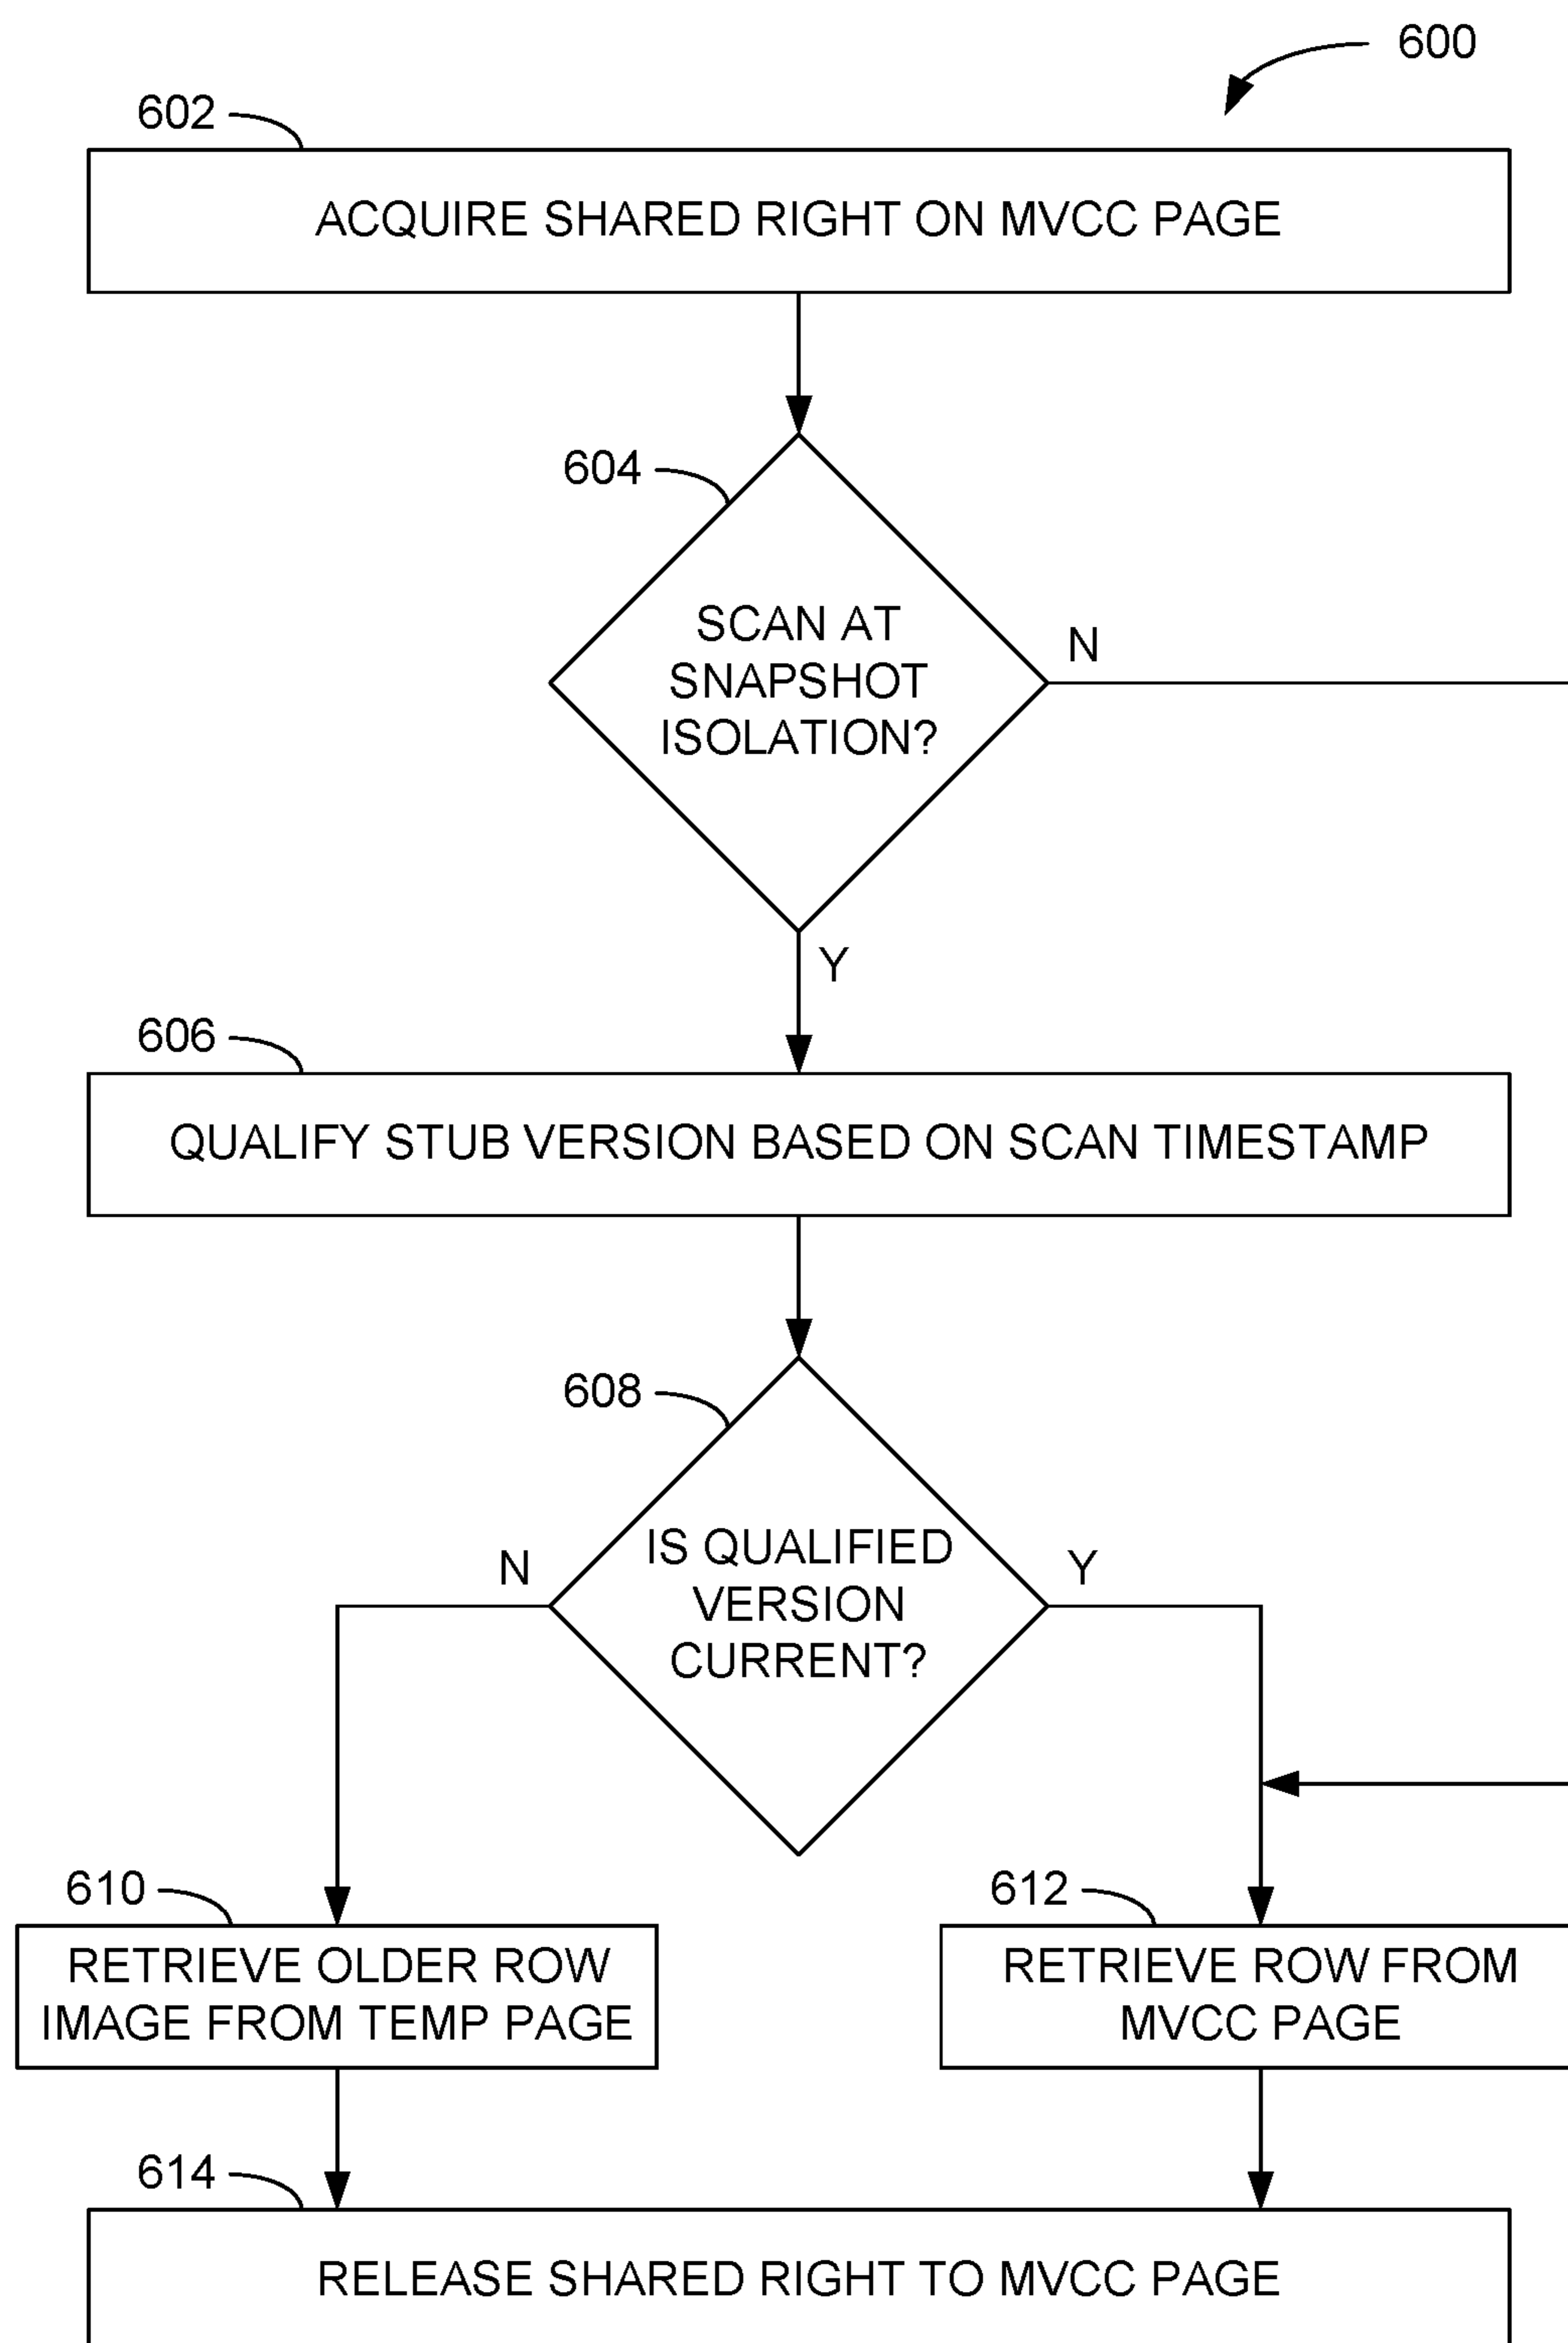 600
602
ACQUIRE SHARED RIGHT ON MVCC PAGE
604
SCAN AT
SNAPSHOT
ISOLATION?
N
Y
606
QUALIFY STUB VERSION BASED ON SCAN TIMESTAMP
608
IS QUALIFIED
VERSION
CURRENT?
N
Y
610
RETRIEVE OLDER ROW
IMAGE FROM TEMP PAGE
612
RETRIEVE ROW FROM
MVCC PAGE
614
RELEASE SHARED RIGHT TO MVCC PAGE